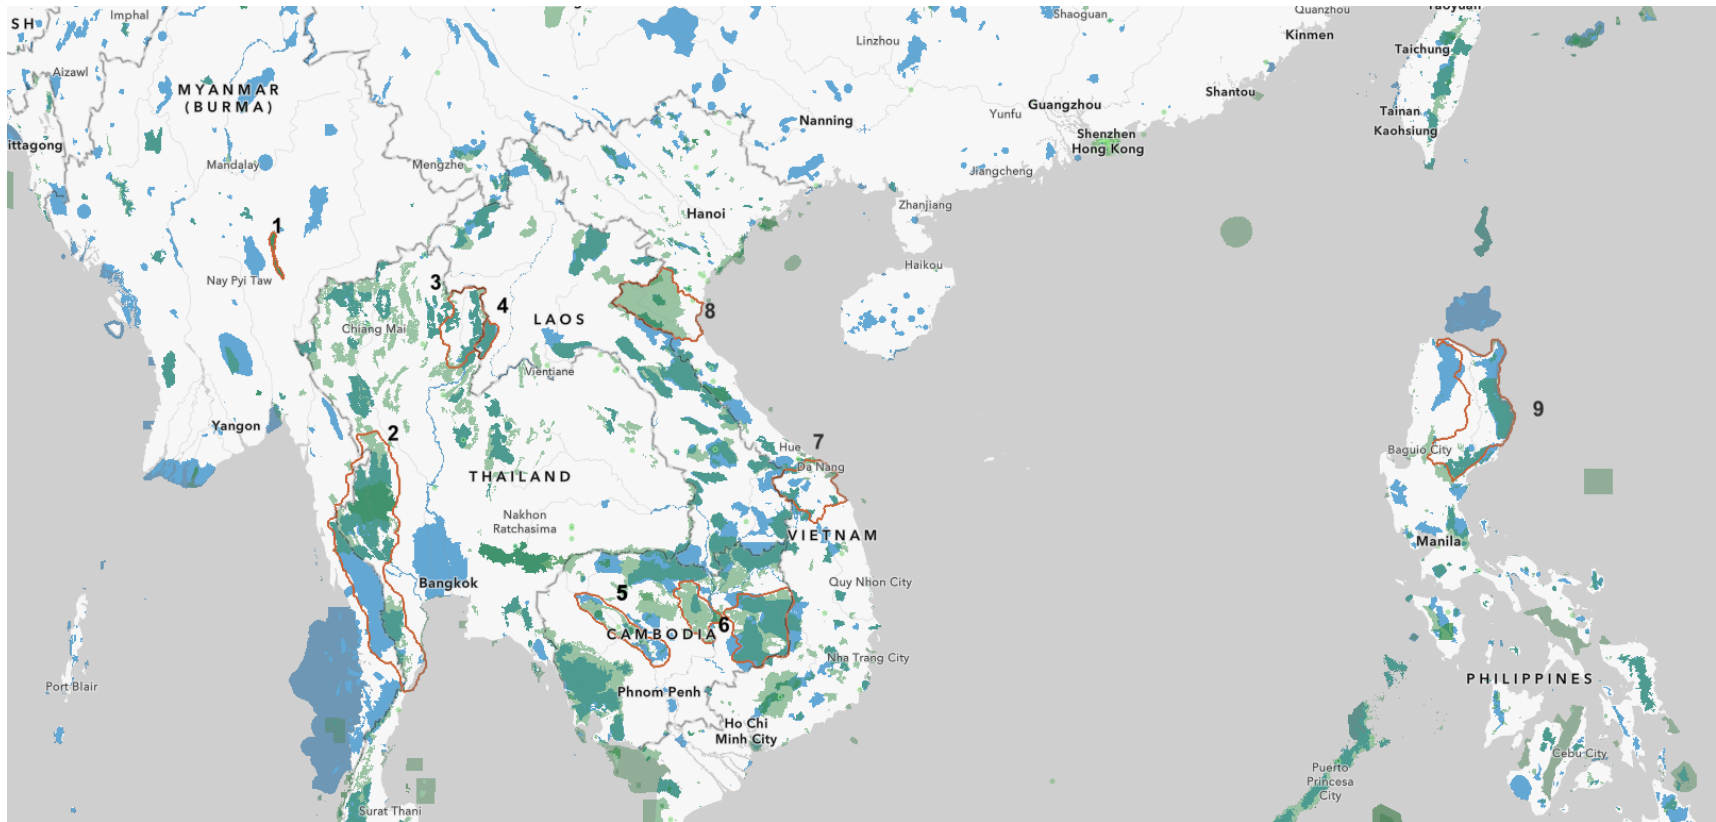 SH
Imphal
Aizawl
MYANMAR
(BURMA)
ittagong
Mandalay
Mengzhe
1
Nay Pyi Taw
Yangon
Linzhou
Shaoguan
Quanzhou
Kinmen
Taoyuan
Taichung
Shantou
Guangzhou
Yunfu
Nanning
Shenzhen
Hong Kong
Tainan
Kaohsiung
Jiangcheng
Zhanjiang
Hanoi
Haikou
3
4
LAOS
8
Chiang Mai
Vientiane
2
9
7
Hue
Da Nang
Baguio City
THAILAND
Nakhon
Ratchasima
VIETNAM
Manila
Bangkok
5
Quy Nhon City
6
CAMBODIA
Nha Trang City
Port Blair
Phnom Penh
PHILIPPINES
Ho Chi
Minh City
Cebu City
Puerto
Princesa
City
Surat Thani